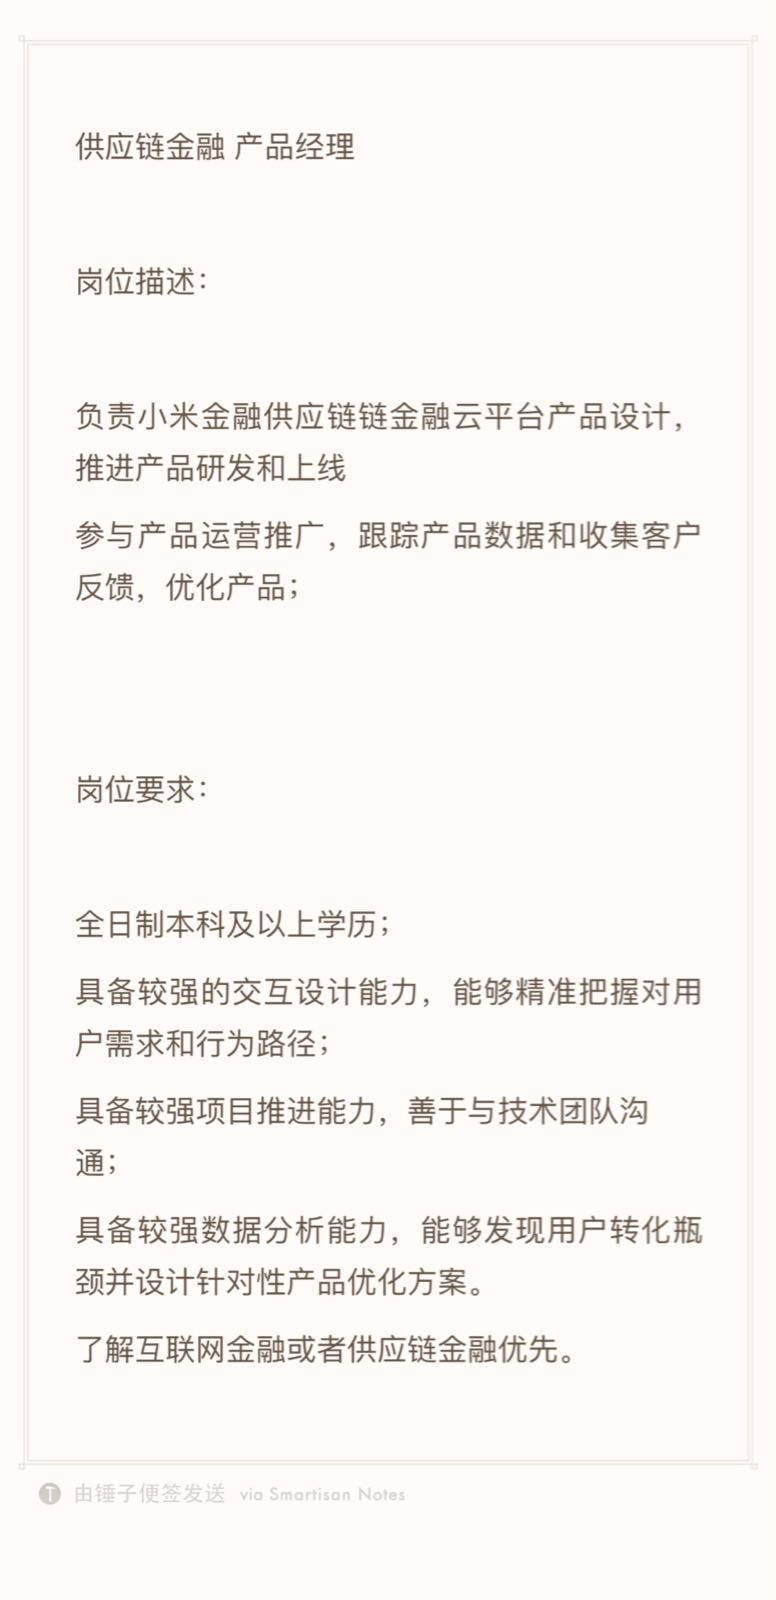 供应链金融 产品经理
岗位描述：
负责小米金融供应链链金融云平台产品设计，
推进产品研发和上线
参与产品运营推广，跟踪产品数据和收集客户
反馈，优化产品；
岗位要求：
全日制本科及以上学历；
具备较强的交互设计能力，能够精准把握对用
户需求和行为路径；
具备较强项目推进能力，善于与技术团队沟
通；
具备较强数据分析能力，能够发现用户转化瓶
颈并设计针对性产品优化方案。
了解互联网金融或者供应链金融优先。
T 由锤子便签发送 via Smartisan Notes